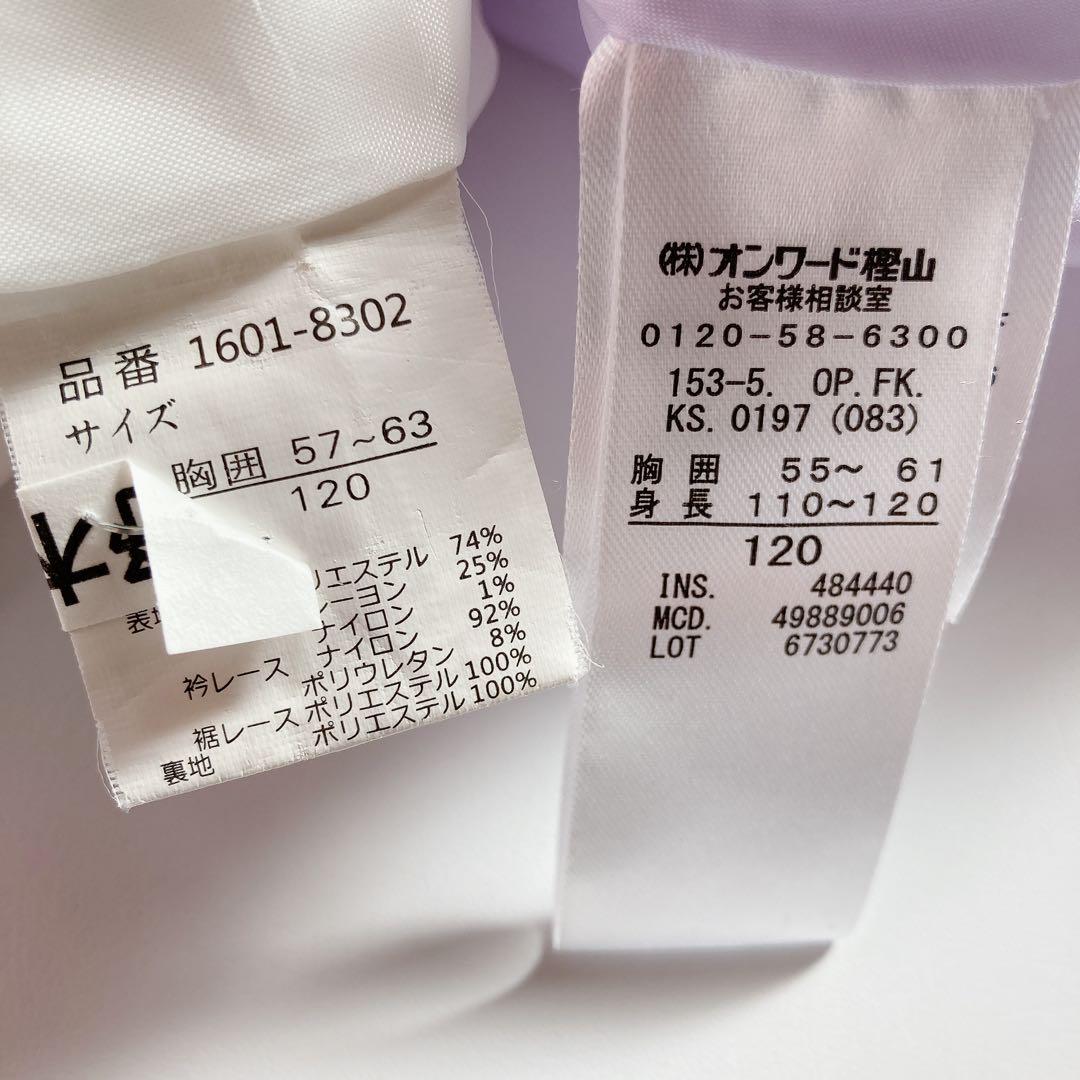 品番 1601-8302
サイズ
胸囲 57~63
120
リエステル 74%
ーヨン 25%
ナイロン 1%
衿レース ナイロン 92%
ポリウレタン 8%
裾レース ポリエステル 100%
裏地 ポリエステル 100%
(株)オンワード樫山
お客様相談室
0120-58-6300
153-5. OP.FK.
KS.0197 (083)
胸囲 55~ 61
身長 110~120
120
INS. 484440
MCD. 49889006
LOT 6730773